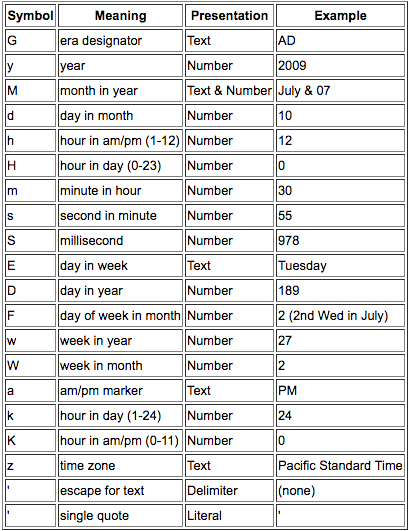 Symbol Meaning Presentation Example
G era designator Text AD
y year Number 2009
M month in year Text & Number July & 07
d day in month Number 10
h hour in am/pm (1-12) Number 12
H hour in day (0-23) Number 0
m minute in hour Number 30
s second in minute Number 55
S millisecond Number 978
E day in week Text Tuesday
D day in year Number 189
F day of week in month Number 2 (2nd Wed in July)
w week in year Number 27
W week in month Number 2
a am/pm marker Text PM
k hour in day (1-24) Number 24
K hour in am/pm (0-11) Number 0
z time zone Text Pacific Standard Time
' escape for text Delimiter (none)
' single quote Literal '